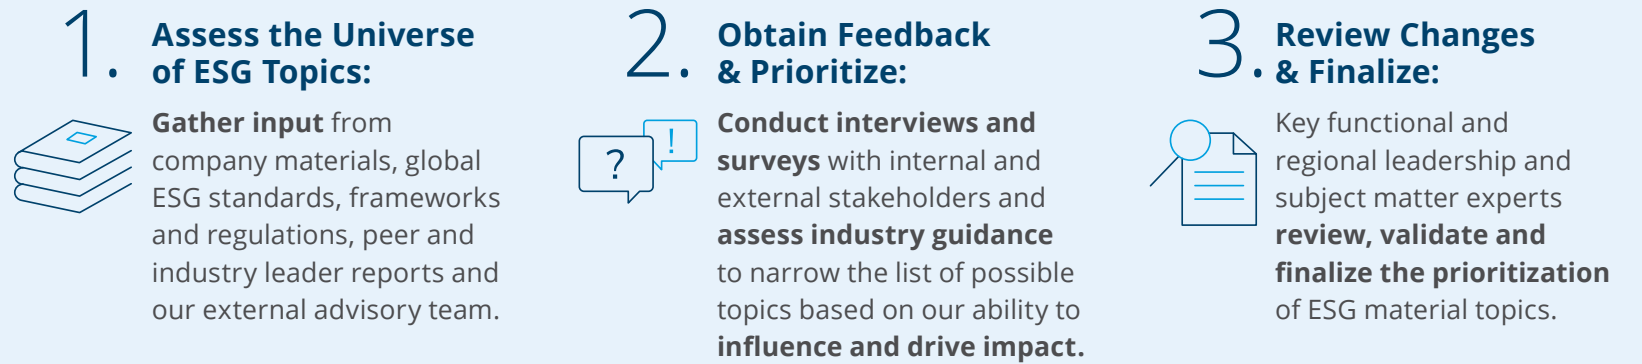 1.
Assess the Universe
of ESG Topics:
Gather input from
company materials, global
ESG standards, frameworks
and regulations, peer and
industry leader reports and
our external advisory team.
2.
Obtain Feedback
& Prioritize:
?
!
Conduct interviews and
surveys with internal and
external stakeholders and
assess industry guidance
to narrow the list of possible
topics based on our ability to
influence and drive impact.
3.
Review Changes
& Finalize:
Key functional and
regional leadership and
subject matter experts
review, validate and
finalize the prioritization
of ESG material topics.